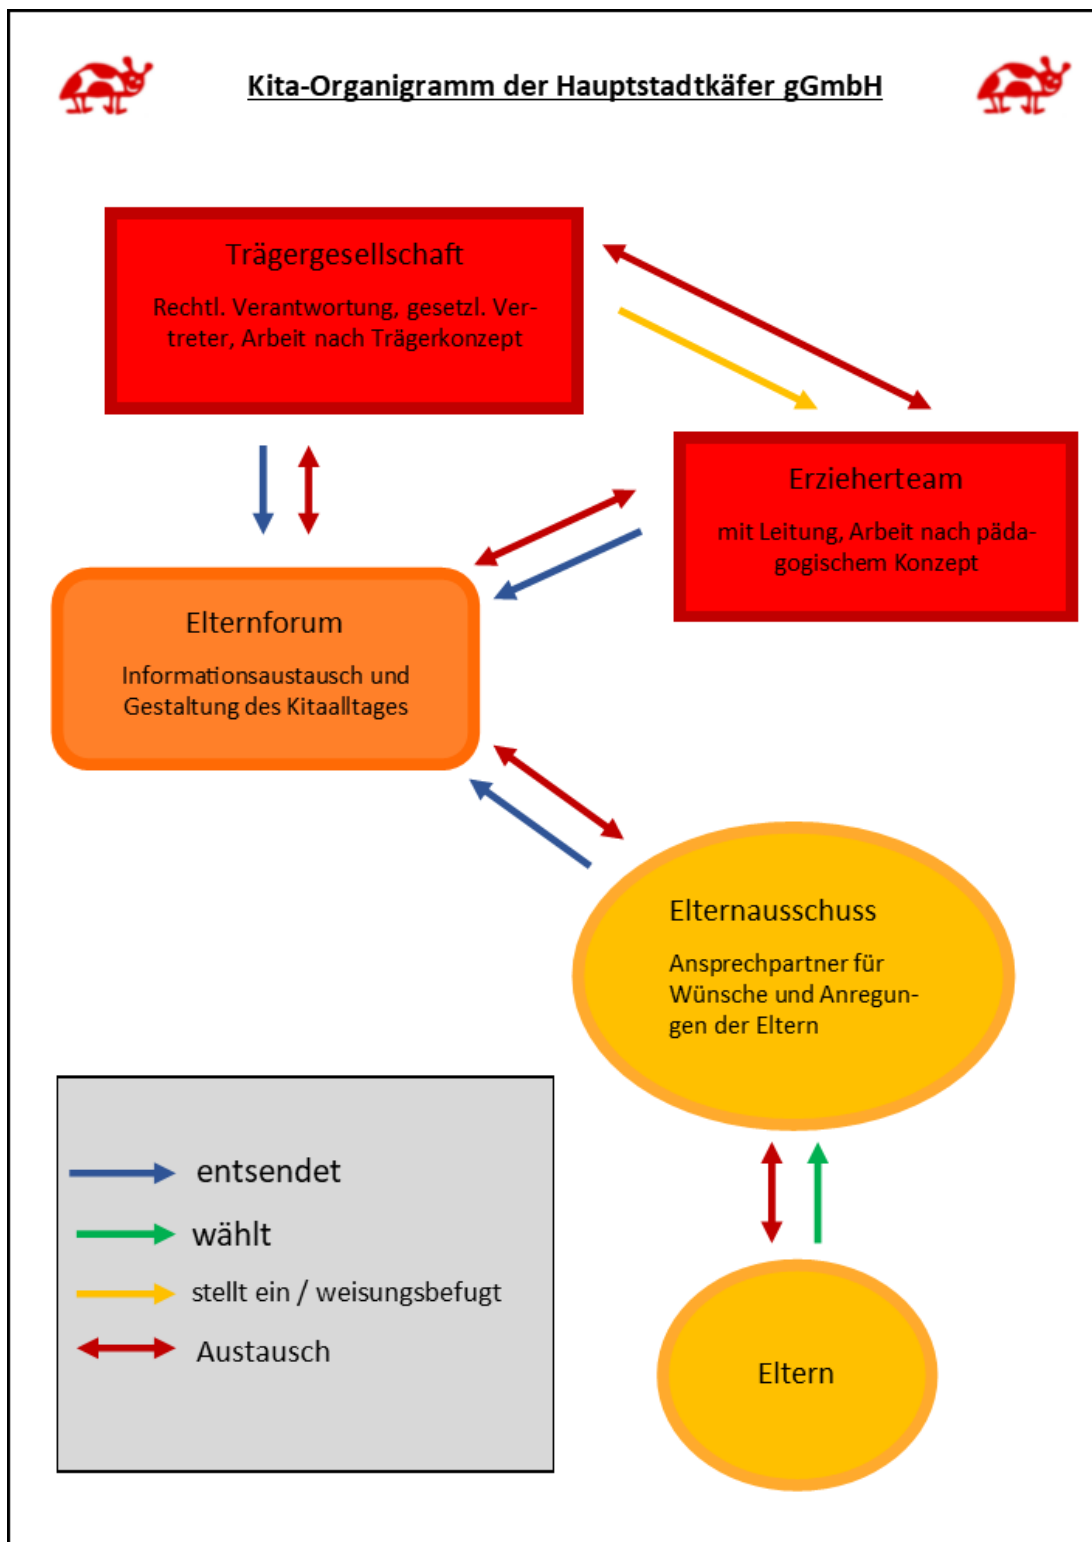 Kita-Organigramm der Hauptstadtkäfer gGmbH
Trägergesellschaft
Rechtl. Verantwortung, gesetzl. Ver-
treter, Arbeit nach Trägerkonzept
Erzieherteam
mit Leitung, Arbeit nach päda-
gogischem Konzept
Elternforum
Informationsaustausch und
Gestaltung des Kitaalltages
Elternausschuss
Ansprechpartner für
Wünsche und Anregun-
gen der Eltern
entsendet
wählt
stellt ein / weisungsbefugt
Austausch
Eltern